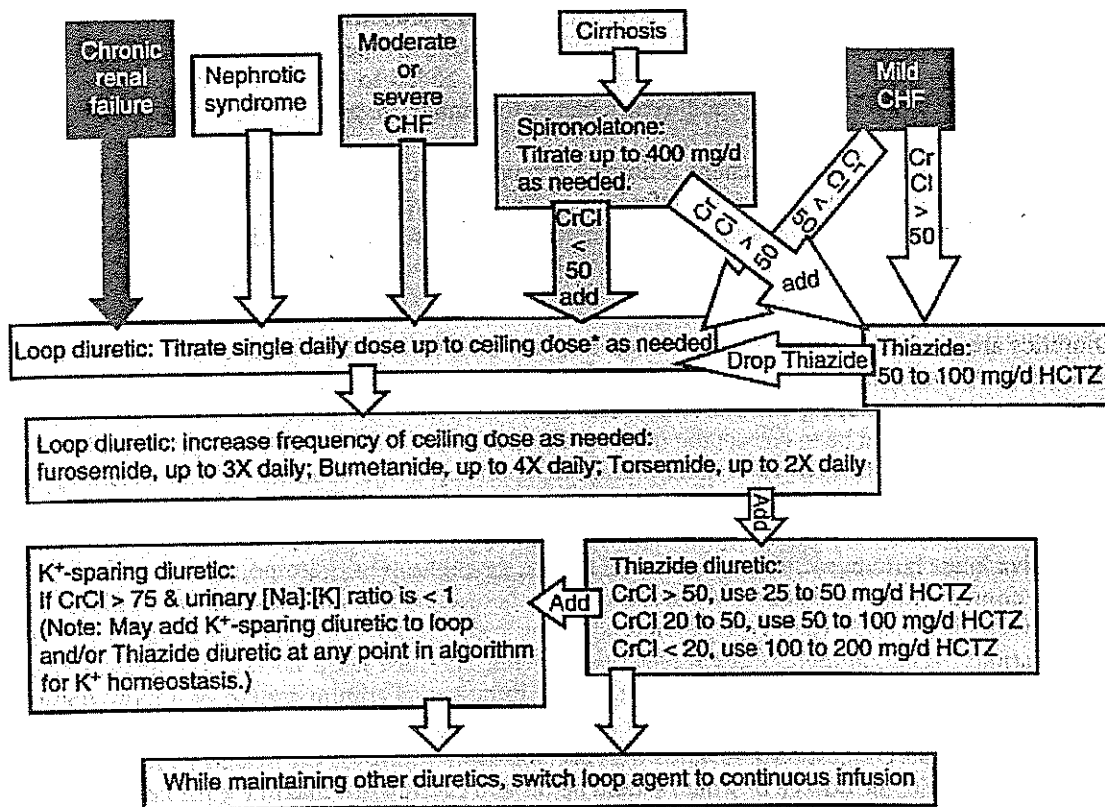 Chronic
renal
failure
Nephrotic
syndrome
Moderate
or
severe
CHF
Cirrhosis
Mild
CHF
Spironolatone:
Titrate up to 400 mg/d
as needed.
CrCl
<
50
add
Cr
Cl
>
50
add
Cr
Cl
<
50
Cr
Cl
>
50
Loop diuretic: Titrate single daily dose up to ceiling dose* as needed
Drop Thiazide
Thiazide:
50 to 100 mg/d HCTZ
Loop diuretic: increase frequency of ceiling dose as needed:
furosemide, up to 3X daily; Bumetanide, up to 4X daily; Torsemide, up to 2X daily
Add
K+-sparing diuretic:
If CrCl > 75 & urinary [Na]:[K] ratio is < 1
(Note: May add K+-sparing diuretic to loop
and/or Thiazide diuretic at any point in algorithm
for K+ homeostasis.)
Add
Thiazide diuretic:
CrCl > 50, use 25 to 50 mg/d HCTZ
CrCl 20 to 50, use 50 to 100 mg/d HCTZ
CrCl < 20, use 100 to 200 mg/d HCTZ
While maintaining other diuretics, switch loop agent to continuous infusion